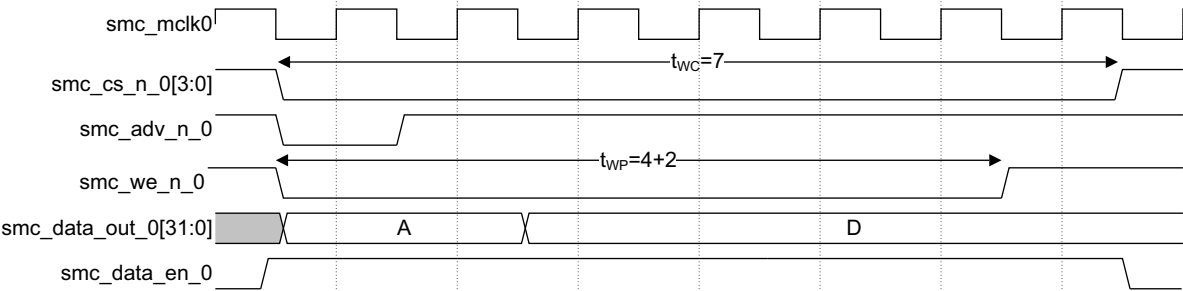 smc_mclk0
t_WC=7
smc_cs_n_0[3:0]
smc_adv_n_0
t_WP=4+2
smc_we_n_0
smc_data_out_0[31:0] A D
smc_data_en_0